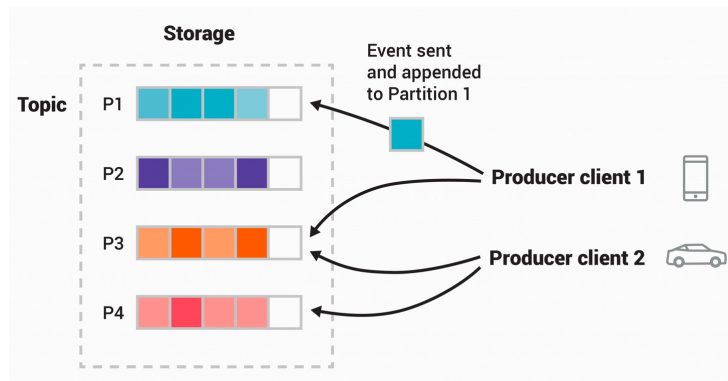 Storage
Event sent
and appended
to Partition 1
Topic
P1
P2
Producer client 1
P3
Producer client 2
P4